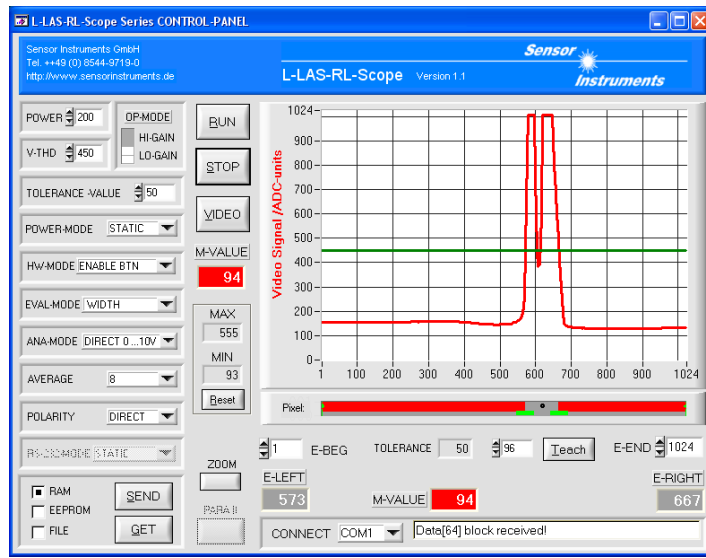 L-LAS-RL-Scope Series CONTROL-PANEL
Sensor Instruments GmbH
Tel. ++49 (0) 8544-9719-0
http://www.sensorinstruments.de
L-LAS-RL-Scope Version 1.1
Sensor
Instruments
POWER 200
OP-MODE
HI-GAIN
LO-GAIN
V-THD 450
TOLERANCE -VALUE 50
POWER-MODE STATIC
HW-MODE ENABLE BTN
EVAL-MODE WIDTH
ANA-MODE DIRECT 0 ...10V
AVERAGE 8
POLARITY DIRECT
RS-232-MODE STATIC
RAM
EEPROM
FILE
SEND
GET
RUN
STOP
VIDEO
M-VALUE
94
MAX
555
MIN
93
Reset
ZOOM
PARA II
Video Signal /ADC-units
1024
900
800
700
600
500
400
300
200
100
0
1 100 200 300 400 500 600 700 800 900 1024
Pixel:
1 E-BEG TOLERANCE 50 96 Teach E-END 1024
E-LEFT E-RIGHT
573 M-VALUE 94 667
CONNECT COM1 Data[64] block received!